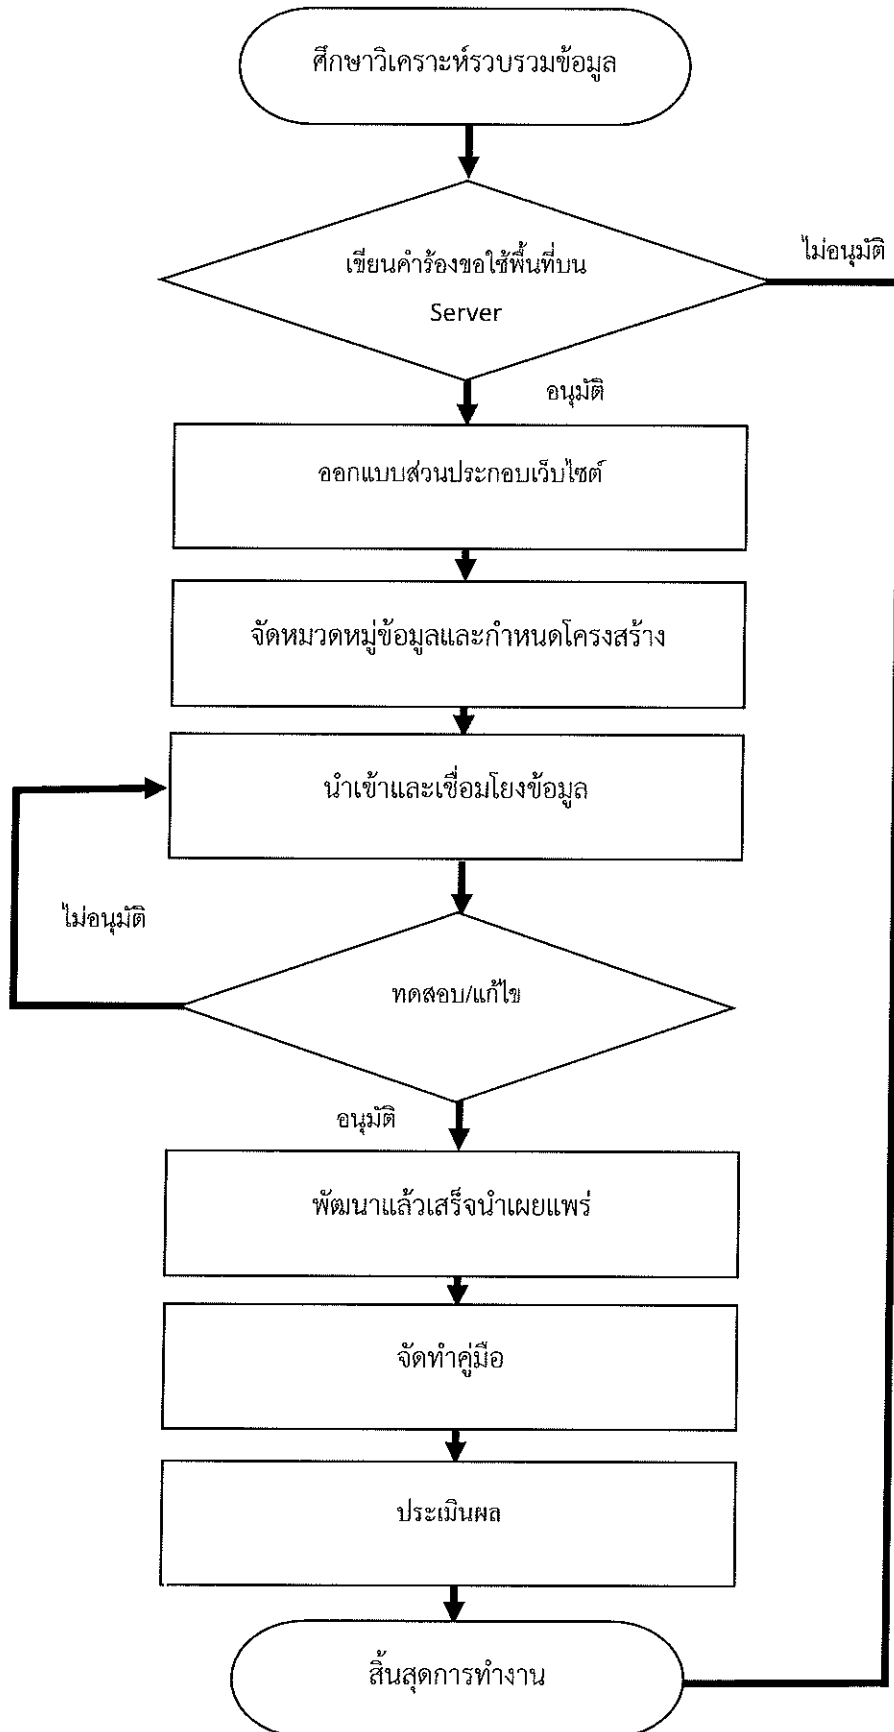 ศึกษาวิเคราะห์รวบรวมข้อมูล
เขียนคำร้องขอใช้พื้นที่บน
Server
ไม่อนุมัติ
อนุมัติ
ออกแบบส่วนประกอบเว็บไซต์
จัดหมวดหมู่ข้อมูลและกำหนดโครงสร้าง
นำเข้าและเชื่อมโยงข้อมูล
ไม่อนุมัติ
ทดสอบ/แก้ไข
อนุมัติ
พัฒนาแล้วเสร็จนำเผยแพร่
จัดทำคู่มือ
ประเมินผล
สิ้นสุดการทำงาน